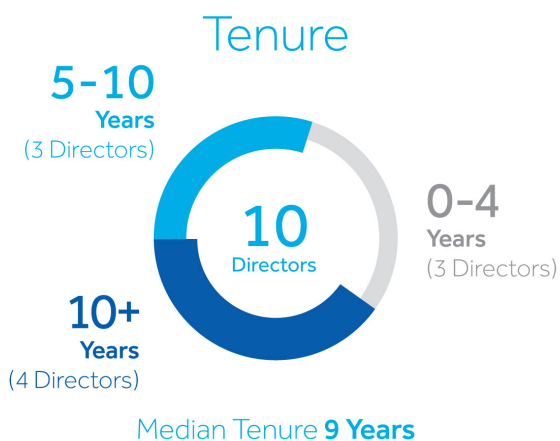 Tenure
5-10
Years
(3 Directors)
10
Directors
0-4
Years
(3 Directors)
10+
Years
(4 Directors)
Median Tenure 9 Years